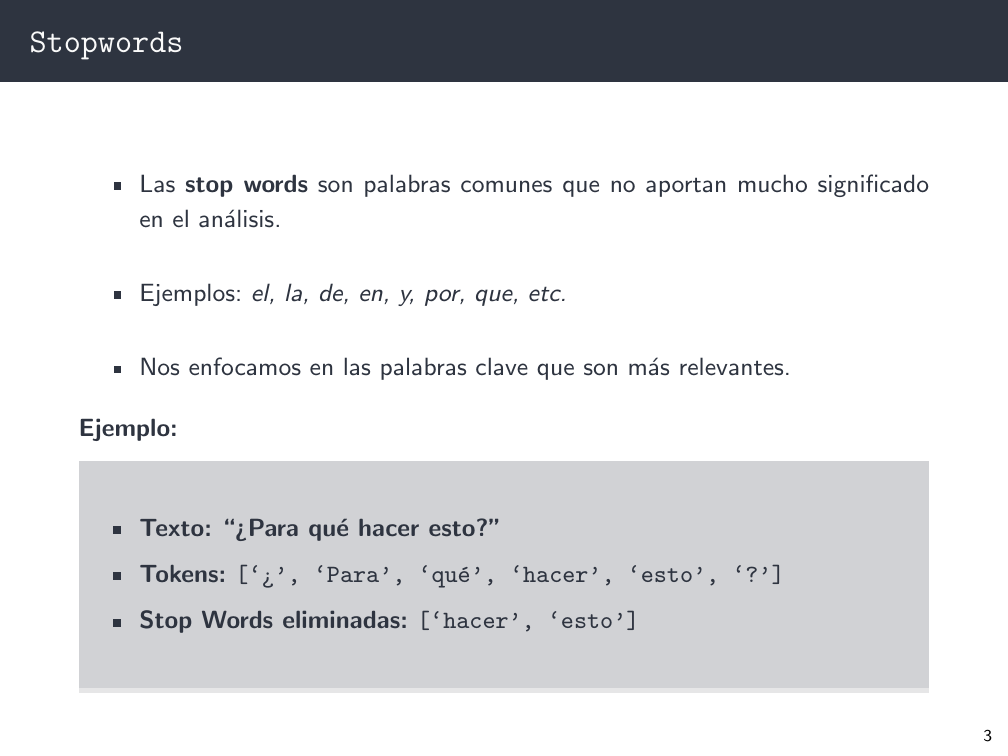 Stopwords
▪ Las stop words son palabras comunes que no aportan mucho significado
en el análisis.
▪ Ejemplos: el, la, de, en, y, por, que, etc.
▪ Nos enfocamos en las palabras clave que son más relevantes.
Ejemplo:
▪ Texto: “¿Para qué hacer esto?”
▪ Tokens: [‘¿’, ‘Para’, ‘qué’, ‘hacer’, ‘esto’, ‘?’]
▪ Stop Words eliminadas: [‘hacer’, ‘esto’]
3